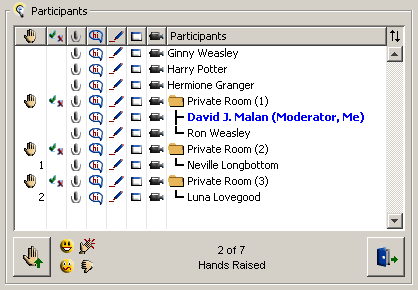 Participants
Participants
Ginny Weasley
Harry Potter
Hermione Granger
Private Room (1)
David J. Malan (Moderator, Me)
Ron Weasley
Private Room (2)
1 Neville Longbottom
Private Room (3)
2 Luna Lovegood
2 of 7
Hands Raised